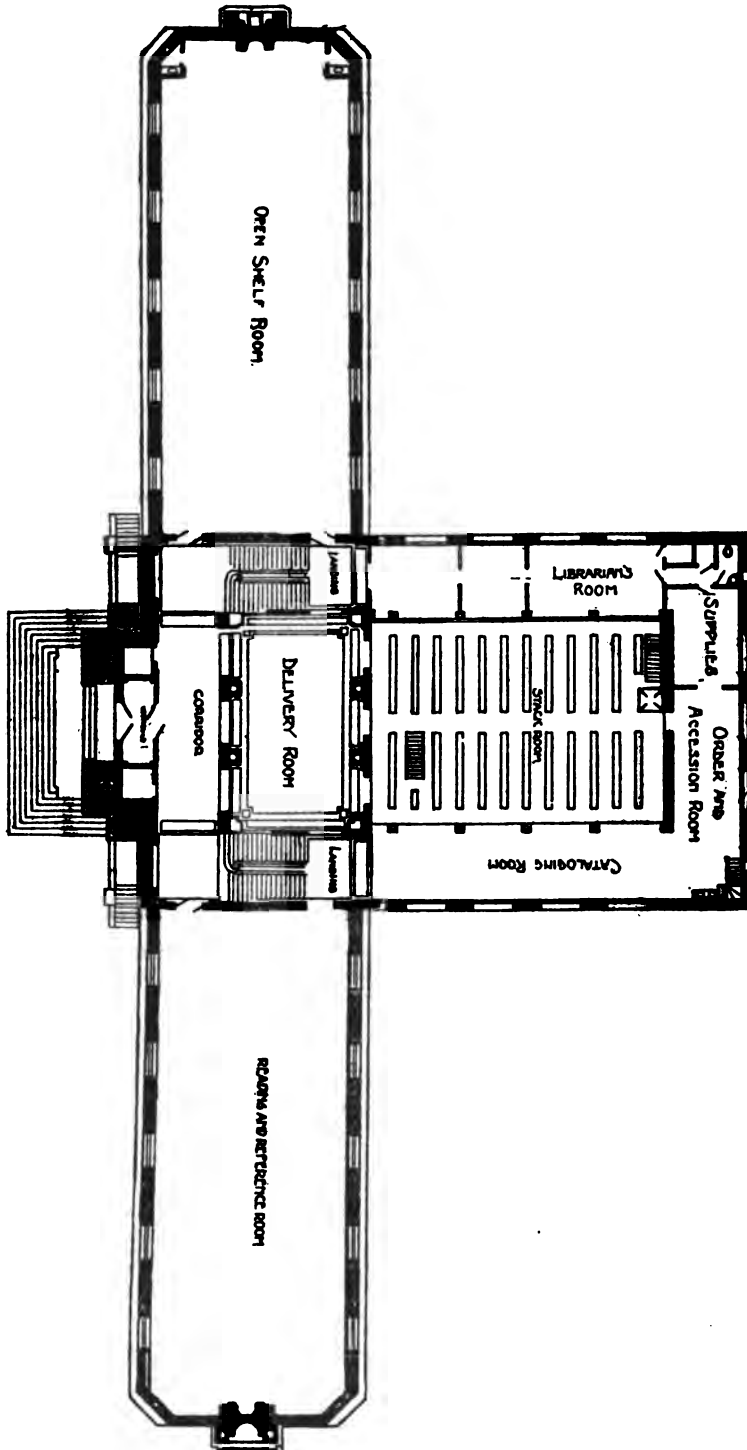 OPEN SHELF ROOM.
LANDING
LIBRARIAN'S
ROOM
SUPPLIES
DELIVERY ROOM
CORRIDOR
STACK ROOM
ORDER AND
ACCESSION ROOM
LANDING
CATALOGING ROOM
READING AND REFERENCE ROOM